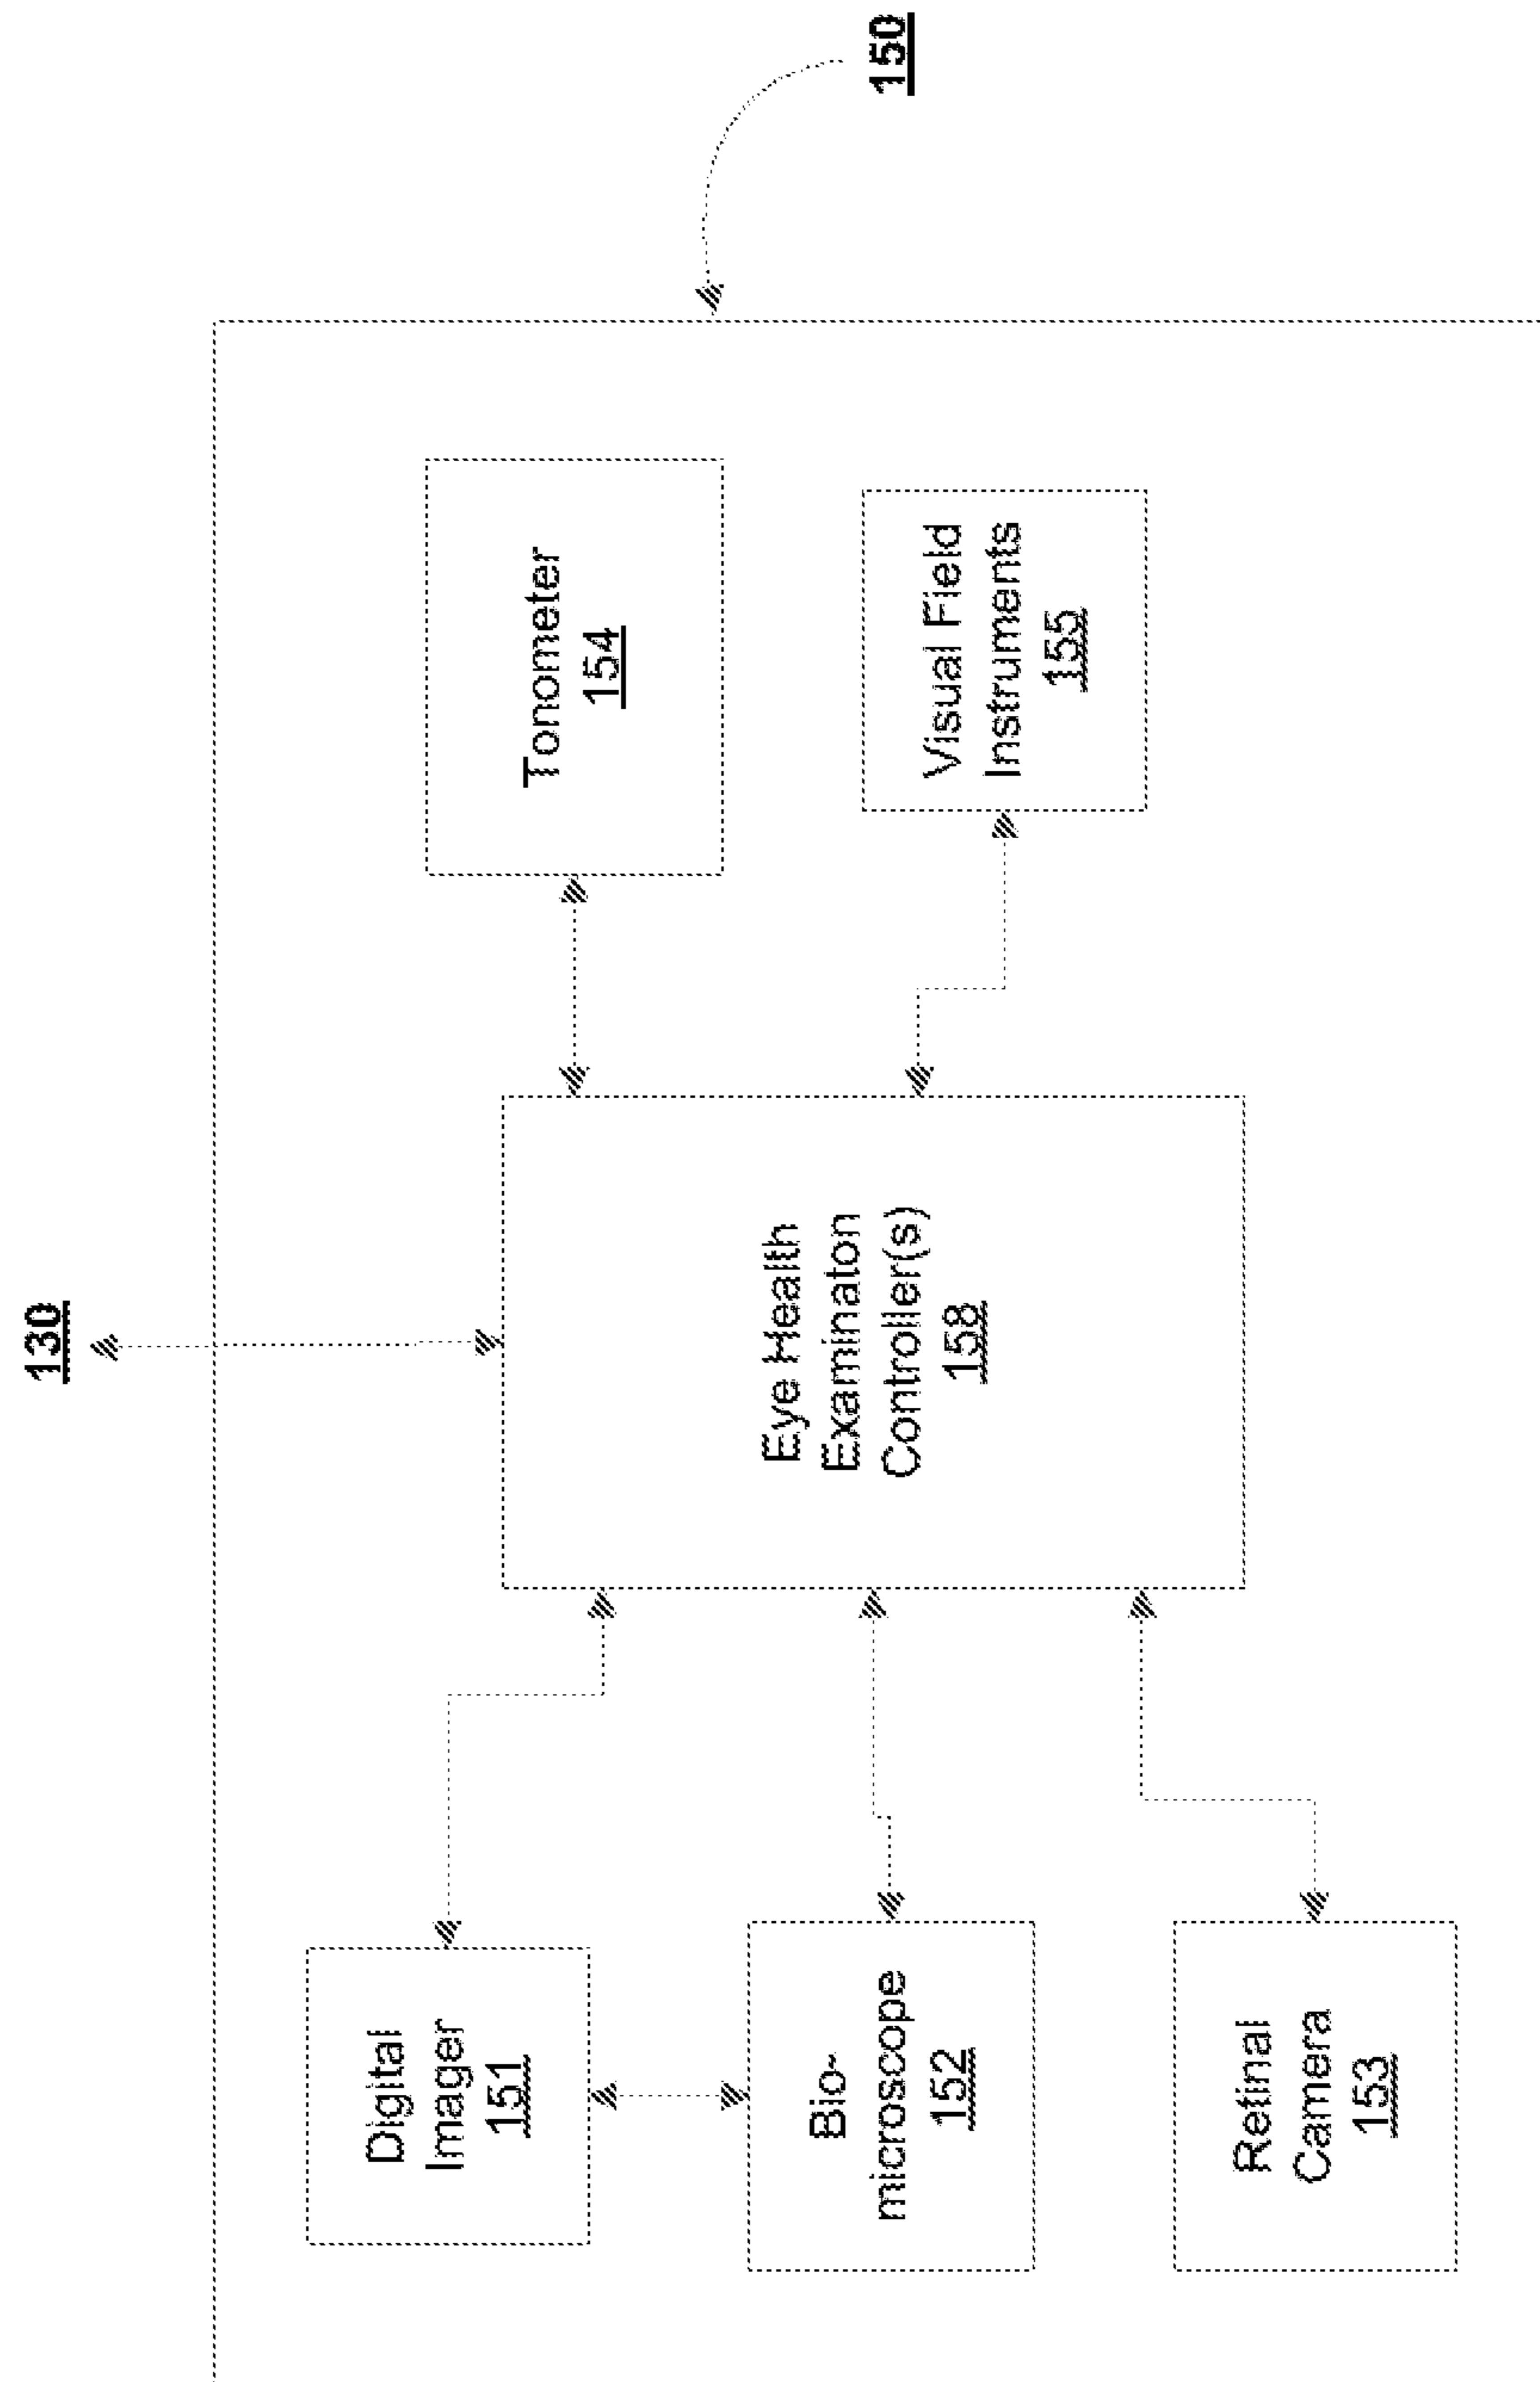 130
150
Digital
Imager
151
Bio-
microscope
152
Retinal
Camera
153
Eye Health
Examinaton
Controller(s)
158
Tonometer
154
Visual Field
Instruments
155